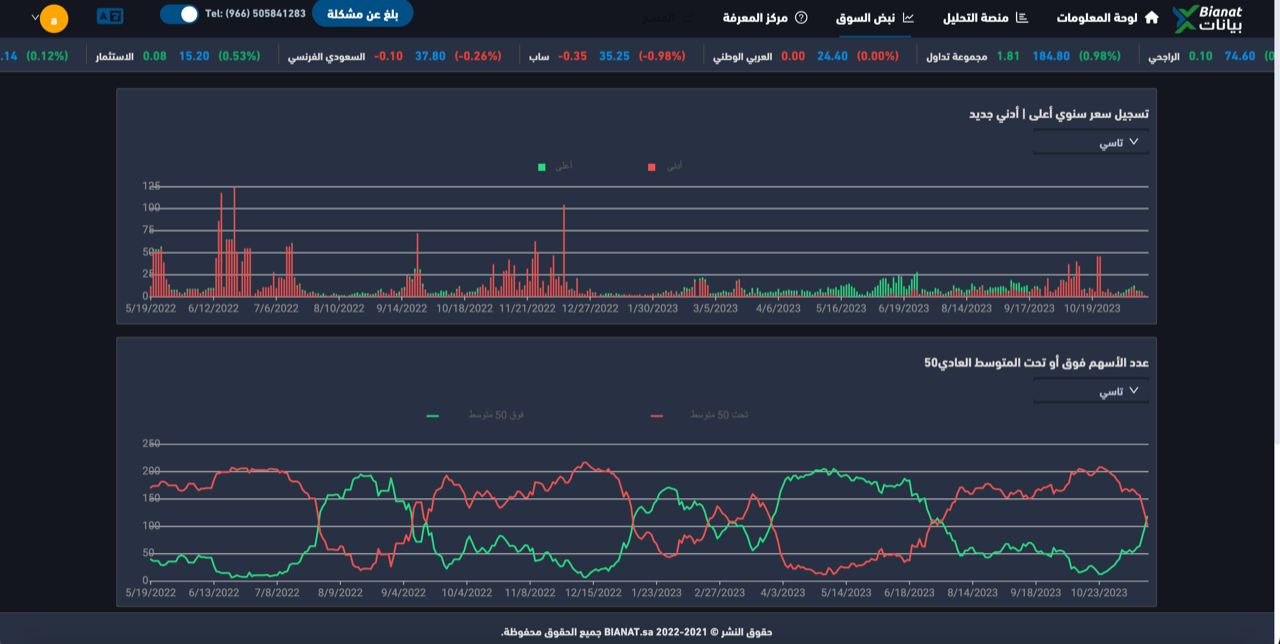 Bianat بيانات
لوحة المعلومات
منصة التحليل
نبض السوق
مركز المعرفة
بلغ عن مشكلة
Tel: (966) 505841283
a
.14 (0.12%)
الاستثمار 0.08 15.20 (0.53%)
السعودي الفرنسي -0.10 37.80 (-0.26%)
ساب -0.35 35.25 (-0.98%)
العربي الوطني 0.00 24.40 (0.00%)
مجموعة تداول 1.81 184.80 (0.98%)
الراجحي 0.10 74.60 (0
تسجيل سعر سنوي أعلى | أدني جديد
تاسي
أعلى أدنى
125
100
75
50
25
0
5/19/2022 6/12/2022 7/6/2022 8/10/2022 9/14/2022 10/18/2022 11/21/2022 12/27/2022 1/30/2023 3/5/2023 4/6/2023 5/16/2023 6/19/2023 8/14/2023 9/17/2023 10/19/2023
عدد الأسهم فوق أو تحت المتوسط العادي50
تاسي
فوق 50 متوسط تحت 50 متوسط
250
200
150
100
50
0
5/19/2022 6/13/2022 7/8/2022 8/9/2022 9/4/2022 10/4/2022 11/8/2022 12/15/2022 1/23/2023 2/27/2023 4/3/2023 5/14/2023 6/18/2023 8/14/2023 9/18/2023 10/23/2023
حقوق النشر © 2021-2022 BIANAT.sa جميع الحقوق محفوظة.